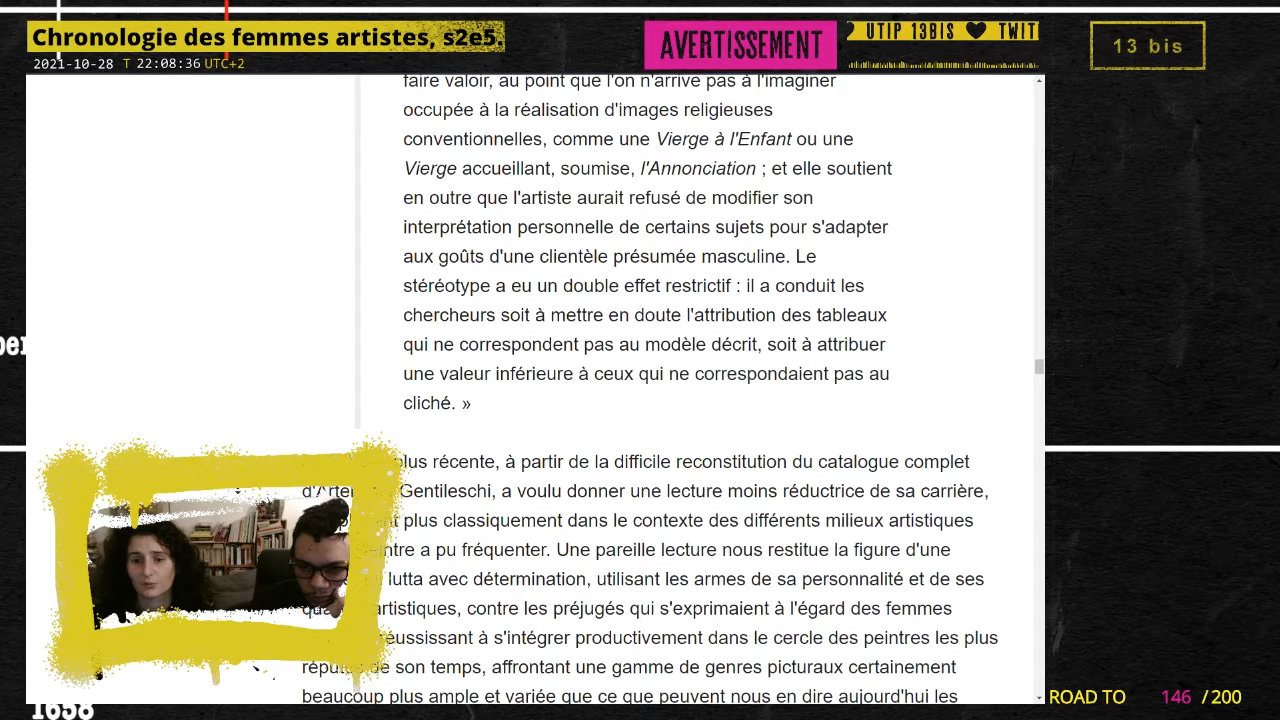 Chronologie des femmes artistes, s2e5.
2021-10-28 T 22:08:36 UTC+2
AVERTISSEMENT
UTIP 13BIS ♥ TWIT
13 bis
faire valoir, au point que l'on n'arrive pas à l'imaginer
occupée à la réalisation d'images religieuses
conventionnelles, comme une Vierge à l'Enfant ou une
Vierge accueillant, soumise, l'Annonciation ; et elle soutient
en outre que l'artiste aurait refusé de modifier son
interprétation personnelle de certains sujets pour s'adapter
aux goûts d'une clientèle présumée masculine. Le
stéréotype a eu un double effet restrictif : il a conduit les
chercheurs soit à mettre en doute l'attribution des tableaux
qui ne correspondent pas au modèle décrit, soit à attribuer
une valeur inférieure à ceux qui ne correspondaient pas au
cliché. »
plus récente, à partir de la difficile reconstitution du catalogue complet
Gentileschi, a voulu donner une lecture moins réductrice de sa carrière,
plus classiquement dans le contexte des différents milieux artistiques
a pu fréquenter. Une pareille lecture nous restitue la figure d'une
lutta avec détermination, utilisant les armes de sa personnalité et de ses
artistiques, contre les préjugés qui s'exprimaient à l'égard des femmes
réussissant à s'intégrer productivement dans le cercle des peintres les plus
de son temps, affrontant une gamme de genres picturaux certainement
beaucoup plus ample et variée que ce que peuvent nous en dire aujourd'hui les
1658
ROAD TO 146 / 200